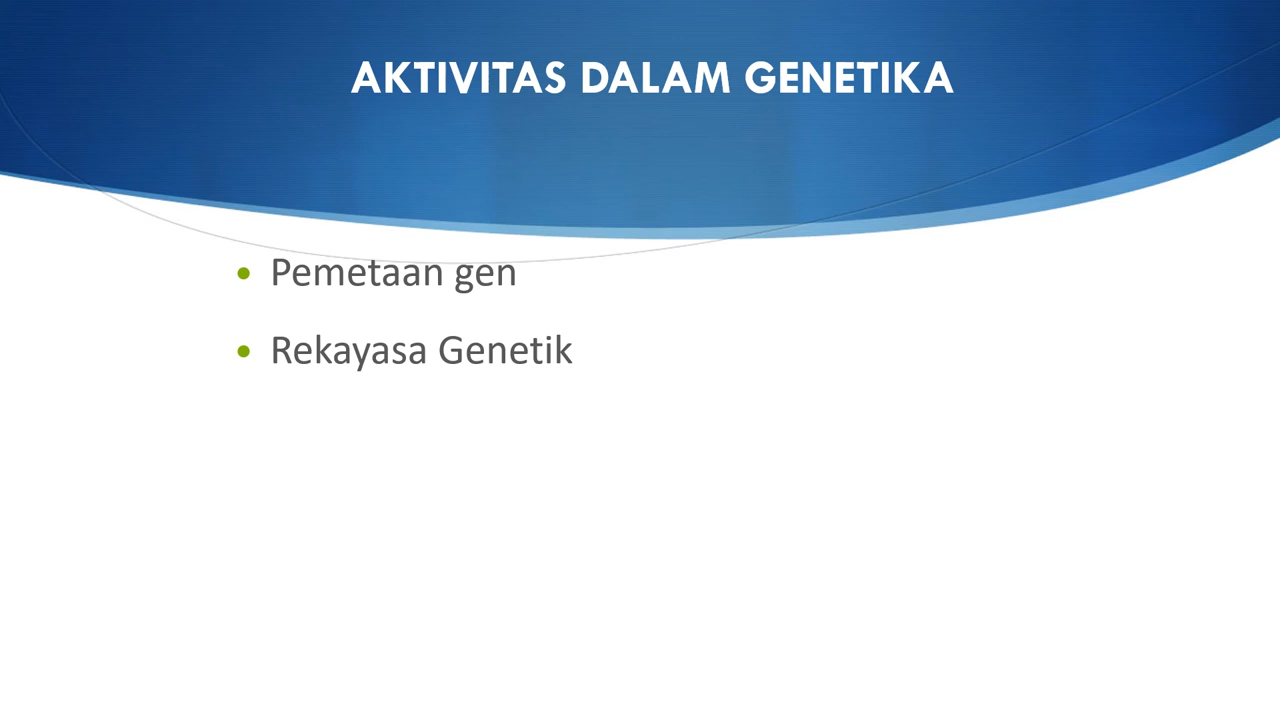 AKTIVITAS DALAM GENETIKA
• Pemetaan gen
• Rekayasa Genetik